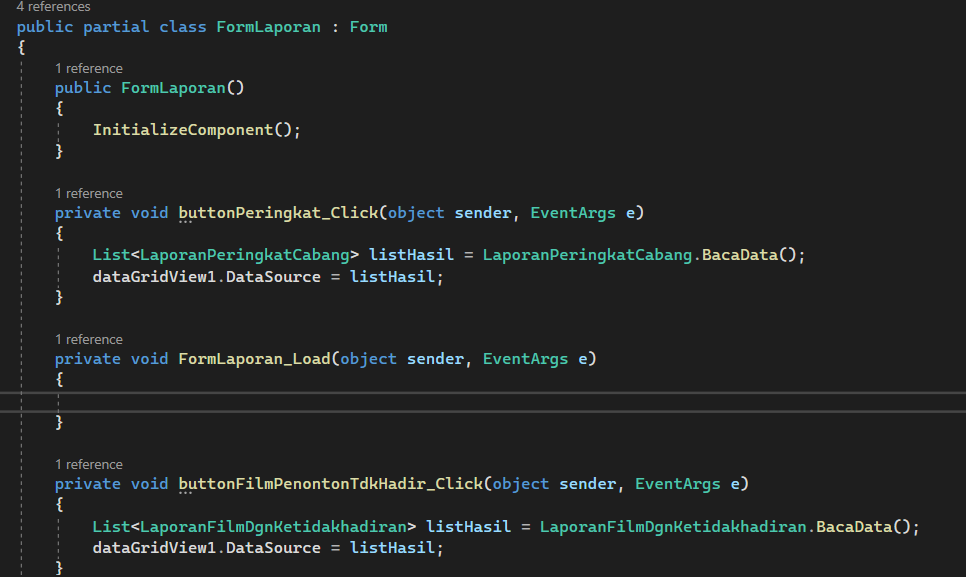 4 references
public partial class FormLaporan : Form
{
1 reference
public FormLaporan()
{
InitializeComponent();
}
1 reference
private void buttonPeringkat_Click(object sender, EventArgs e)
{
List<LaporanPeringkatCabang> listHasil = LaporanPeringkatCabang.BacaData();
dataGridView1.DataSource = listHasil;
}
1 reference
private void FormLaporan_Load(object sender, EventArgs e)
{
}
1 reference
private void buttonFilmPenontonTdkHadir_Click(object sender, EventArgs e)
{
List<LaporanFilmDgnKetidakhadiran> listHasil = LaporanFilmDgnKetidakhadiran.BacaData();
dataGridView1.DataSource = listHasil;
}